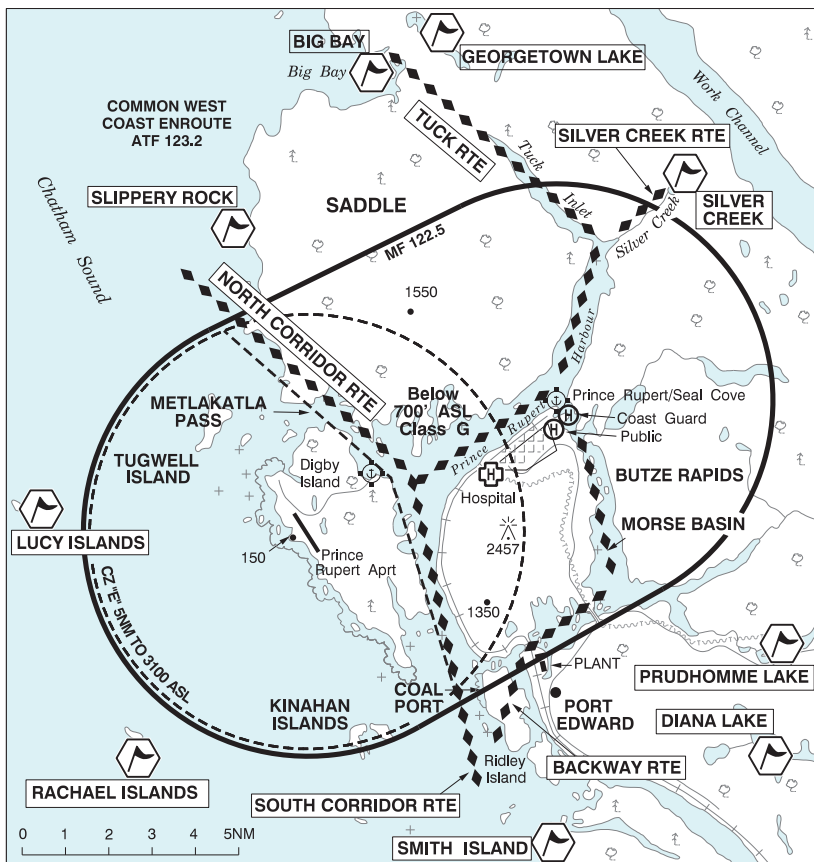 BIG BAY
Big Bay
GEORGETOWN LAKE
Work Channel
COMMON WEST
COAST ENROUTE
ATF 123.2
TUCK RTE
Tuck
Inlet
SILVER CREEK RTE
SILVER
CREEK
Silver Creek
Chatham Sound
SLIPPERY ROCK
SADDLE
MF 122.5
NORTH CORRIDOR RTE
1550
Harbour
METLAKATLA
PASS
Below
700' ASL
Class G
Prince Rupert
Prince Rupert/Seal Cove
H
Coast Guard
H
Public
TUGWELL
ISLAND
Digby
Island
H
Hospital
BUTZE RAPIDS
MORSE BASIN
LUCY ISLANDS
150
Prince
Rupert Aprt
2457
1350
CZ "E" 5NM TO 3100 ASL
PLANT
PRUDHOMME LAKE
COAL
PORT
KINAHAN
ISLANDS
PORT
EDWARD
DIANA LAKE
Ridley
Island
BACKWAY RTE
RACHAEL ISLANDS
SOUTH CORRIDOR RTE
SMITH ISLAND
0 1 2 3 4 5NM